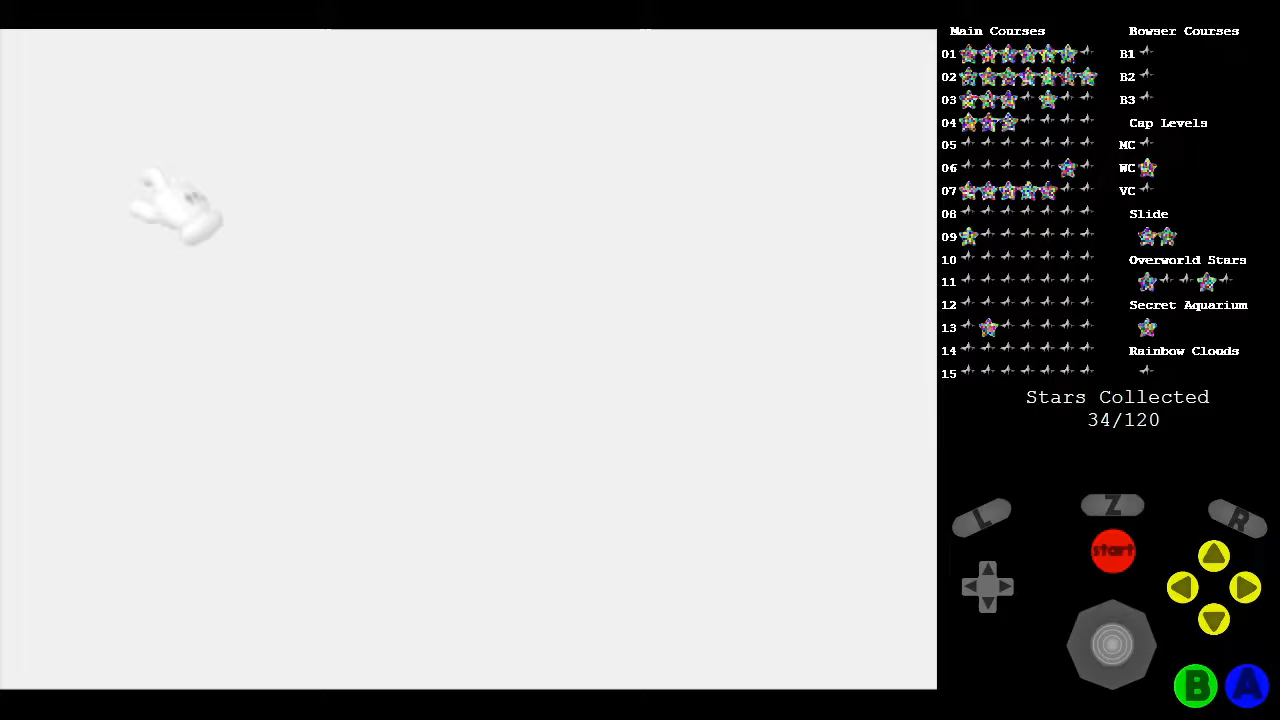 Main Courses
Bowser Courses
01
B1
02
B2
03
B3
04
Cap Levels
05
MC
06
WC
07
VC
08
Slide
09
10
Overworld Stars
11
12
Secret Aquarium
13
14
Rainbow Clouds
15
Stars Collected
34/120
L
Z
R
start
B
A